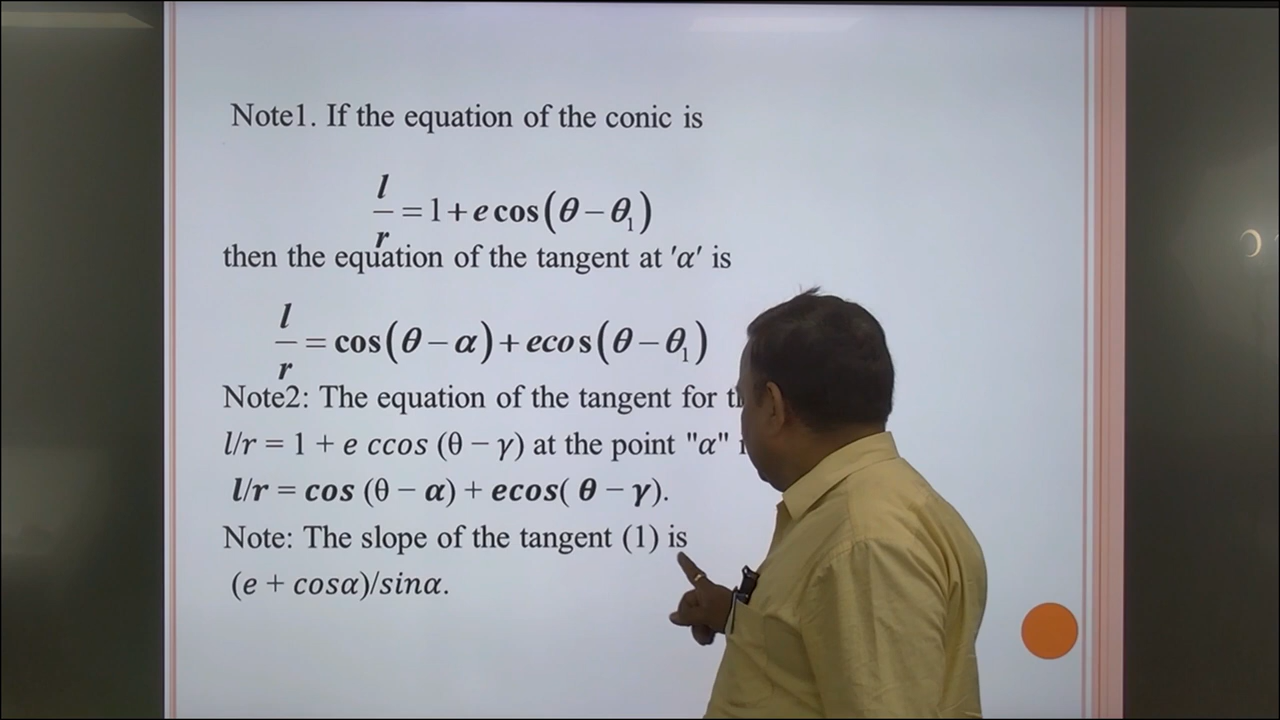 Note1. If the equation of the conic is
l/r = 1 + e cos(θ − θ₁)
then the equation of the tangent at 'α' is
l/r = cos(θ − α) + ecos(θ − θ₁)
Note2: The equation of the tangent for
l/r = 1 + e ccos (θ − γ) at the point "α"
l/r = cos (θ − α) + ecos( θ − γ).
Note: The slope of the tangent (1) is
(e + cosα)/sinα.